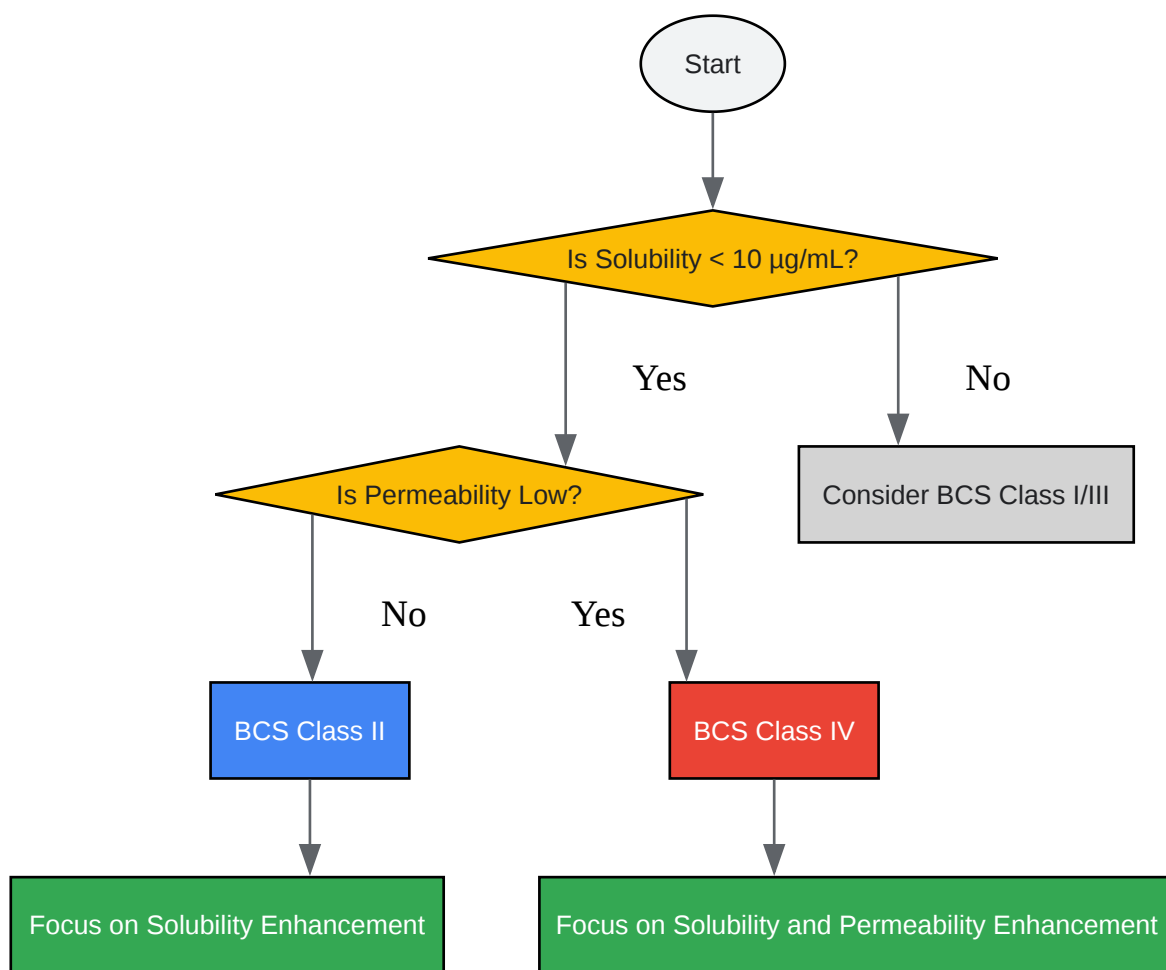 Start
Is Solubility < 10 µg/mL?
Yes
No
Is Permeability Low?
Consider BCS Class I/III
No
Yes
BCS Class II
BCS Class IV
Focus on Solubility Enhancement
Focus on Solubility and Permeability Enhancement